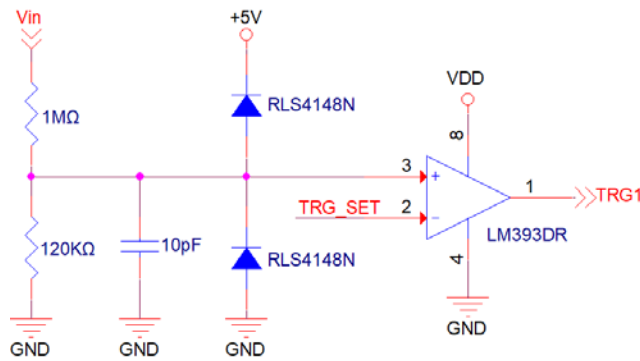 Vin
+5V
1MΩ
RLS4148N
VDD
8
3
+
1
TRG1
TRG_SET
2
-
120KΩ
10pF
RLS4148N
LM393DR
4
GND
GND
GND
GND